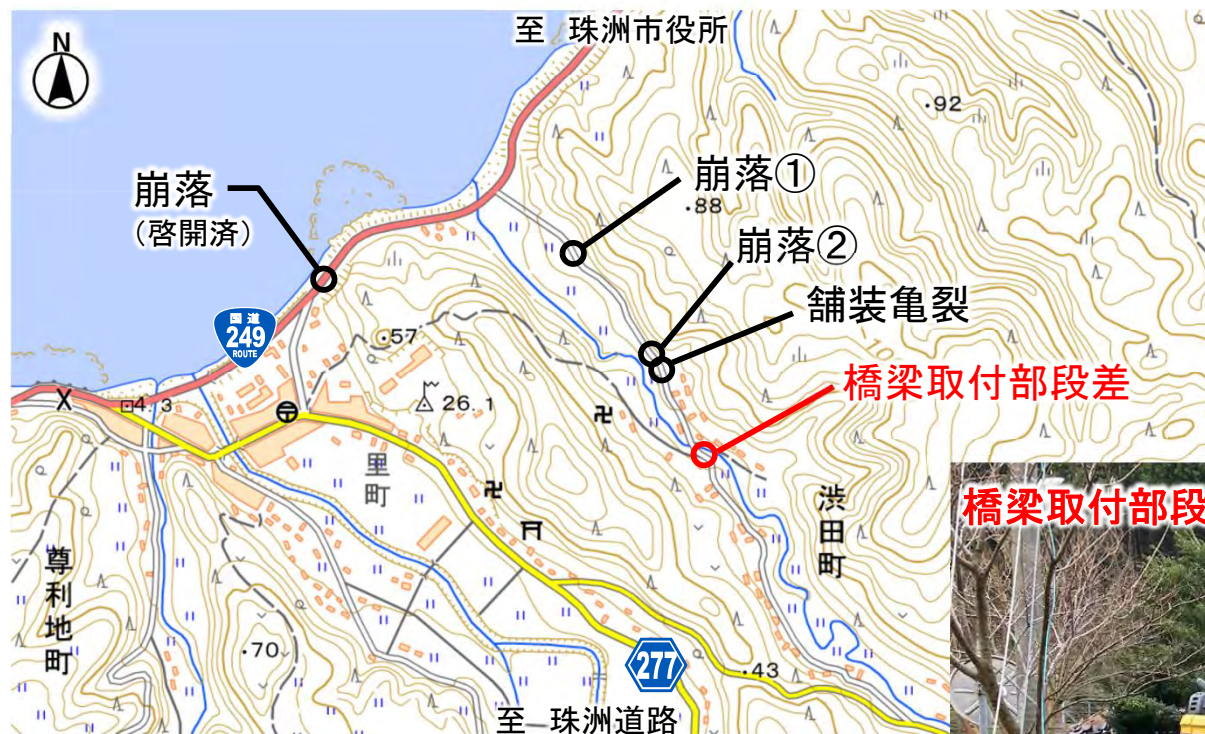 至 珠洲市役所
N
・92
崩落①
崩落
(啓開済)
・88
崩落②
舗装亀裂
国道
249
ROUTE
・57
橋梁取付部段差
4.3
26.1
里町
渋田町
橋梁取付部段
尊利地町
・70
277
・43
至 珠洲道路